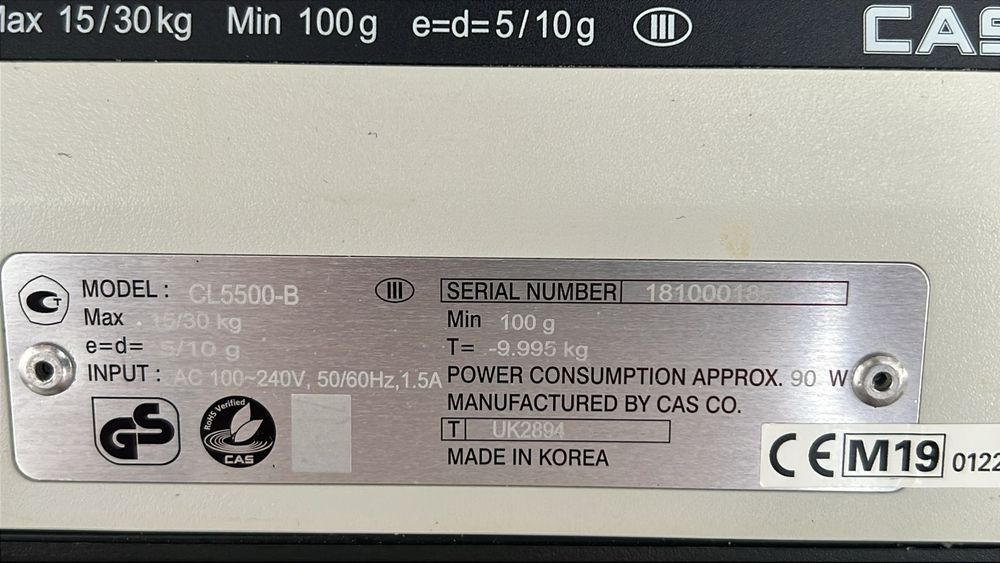 Max 15/30kg Min 100g e=d=5/10g III CAS
MODEL : CL5500-B III SERIAL NUMBER
Max 15/30 kg Min 100 g
e=d= 5/10 g T= -9.995 kg
INPUT : AC 100~240V, 50/60Hz,1.5A POWER CONSUMPTION APPROX. 90 W
MANUFACTURED BY CAS CO.
T UK2894
MADE IN KOREA
GS
RoHS Verified
CAS
CE M19 0122